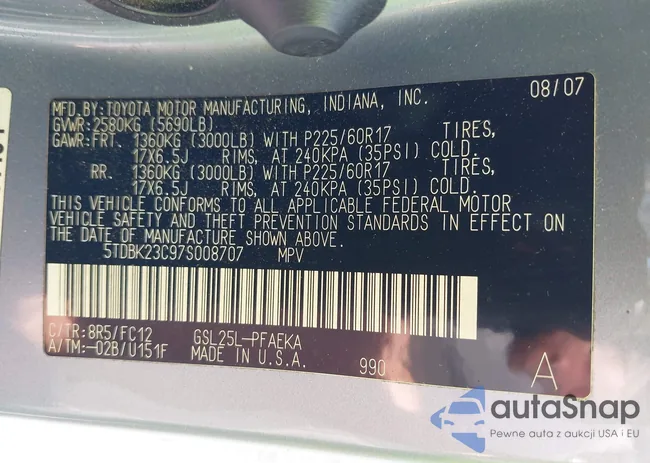 MFD.BY:TOYOTA MOTOR MANUFACTURING, INDIANA, INC. 08/07
GVWR:2580KG (5690LB)
GAWR:FRT. 1360KG (3000LB) WITH P225/60R17 TIRES,
17X6.5J RIMS, AT 240KPA (35PSI) COLD.
RR. 1360KG (3000LB) WITH P225/60R17 TIRES,
17X6.5J RIMS, AT 240KPA (35PSI) COLD.
THIS VEHICLE CONFORMS TO ALL APPLICABLE FEDERAL MOTOR
VEHICLE SAFETY AND THEFT PREVENTION STANDARDS IN EFFECT ON
THE DATE OF MANUFACTURE SHOWN ABOVE.
5TDBK23C97S008707 MPV
C/TR:8R5/FC12 GSL25L-PFAEKA
A/TM:-02B/U151F MADE IN U.S.A. 990 A
autaSnap
Pewne auta z aukcji USA i EU